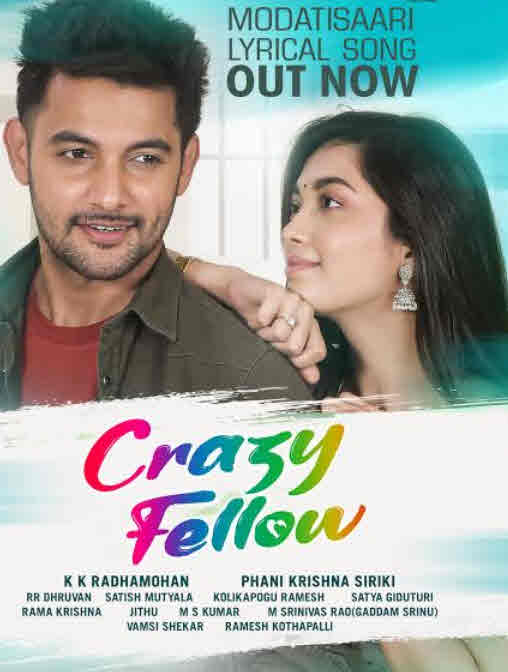 MODATISAARI
LYRICAL SONG
OUT NOW
Crazy
Fellow
K K RADHAMOHAN PHANI KRISHNA SIRIKI
RR DHRUVAN SATISH MUTYALA KOLIKAPOGU RAMESH SATYA GIDUTURI
RAMA KRISHNA JITHU M S KUMAR M SRINIVAS RAO(GADDAM SRINU)
VAMSI SHEKAR RAMESH KOTHAPALLI